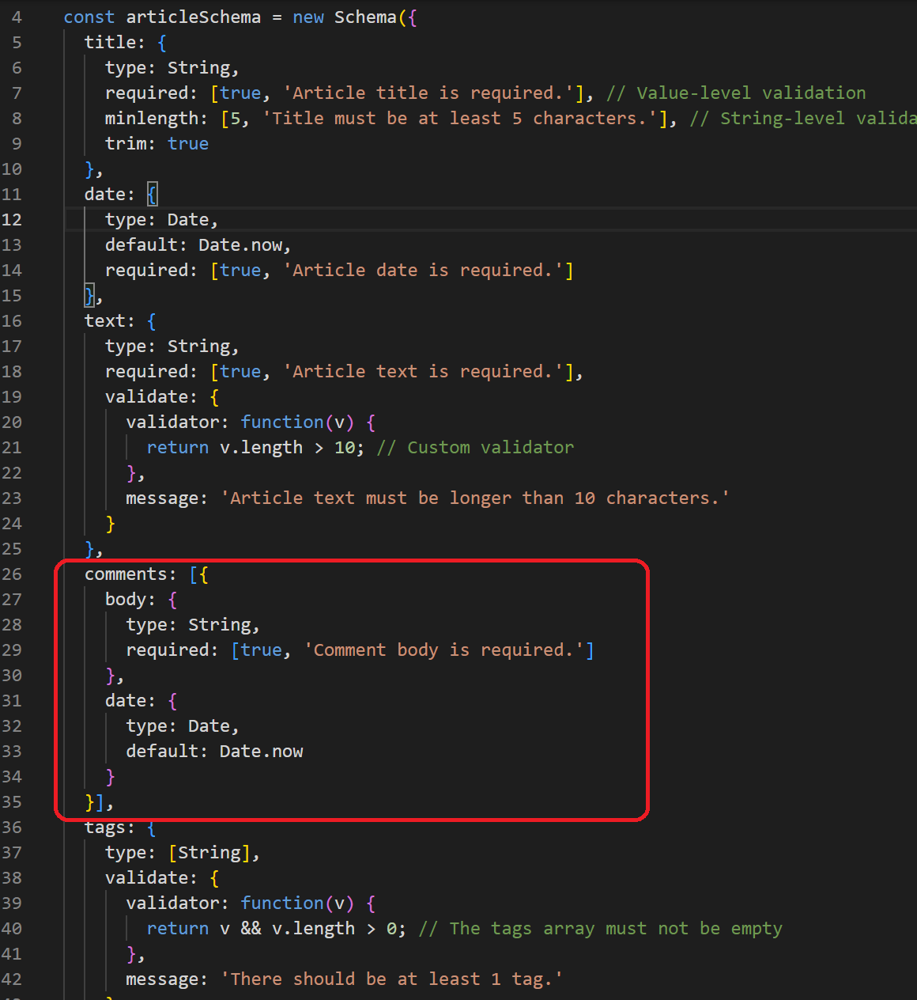 4 const articleSchema = new Schema({
5 title: {
6 type: String,
7 required: [true, 'Article title is required.'], // Value-level validation
8 minlength: [5, 'Title must be at least 5 characters.'], // String-level valida
9 trim: true
10 },
11 date: {
12 type: Date,
13 default: Date.now,
14 required: [true, 'Article date is required.']
15 },
16 text: {
17 type: String,
18 required: [true, 'Article text is required.'],
19 validate: {
20 validator: function(v) {
21 return v.length > 10; // Custom validator
22 },
23 message: 'Article text must be longer than 10 characters.'
24 }
25 },
26 comments: [{
27 body: {
28 type: String,
29 required: [true, 'Comment body is required.']
30 },
31 date: {
32 type: Date,
33 default: Date.now
34 }
35 }],
36 tags: {
37 type: [String],
38 validate: {
39 validator: function(v) {
40 return v && v.length > 0; // The tags array must not be empty
41 },
42 message: 'There should be at least 1 tag.'